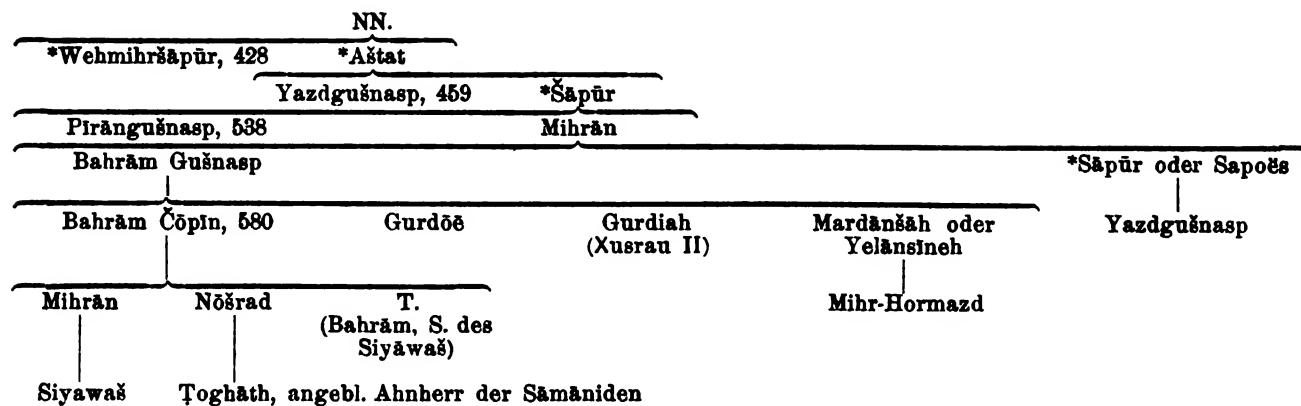 NN.
*Wehmihršāpūr, 428 *Aštat
Yazdgušnasp, 459 *Šāpūr
Pīrāngušnasp, 538 Mihrān
Bahrām Gušnasp *Sāpūr oder Sapoës
Bahrām Čōpīn, 580 Gurdōē Gurdiah Mardānšāh oder Yazdgušnasp
(Xusrau II) Yelānsīneh
Mihrān Nōšrad T. Mihr-Hormazd
(Bahrām, S. des
Siyāwaš)
Siyawaš Ṭoghāth, angebl. Ahnherr der Sāmāniden